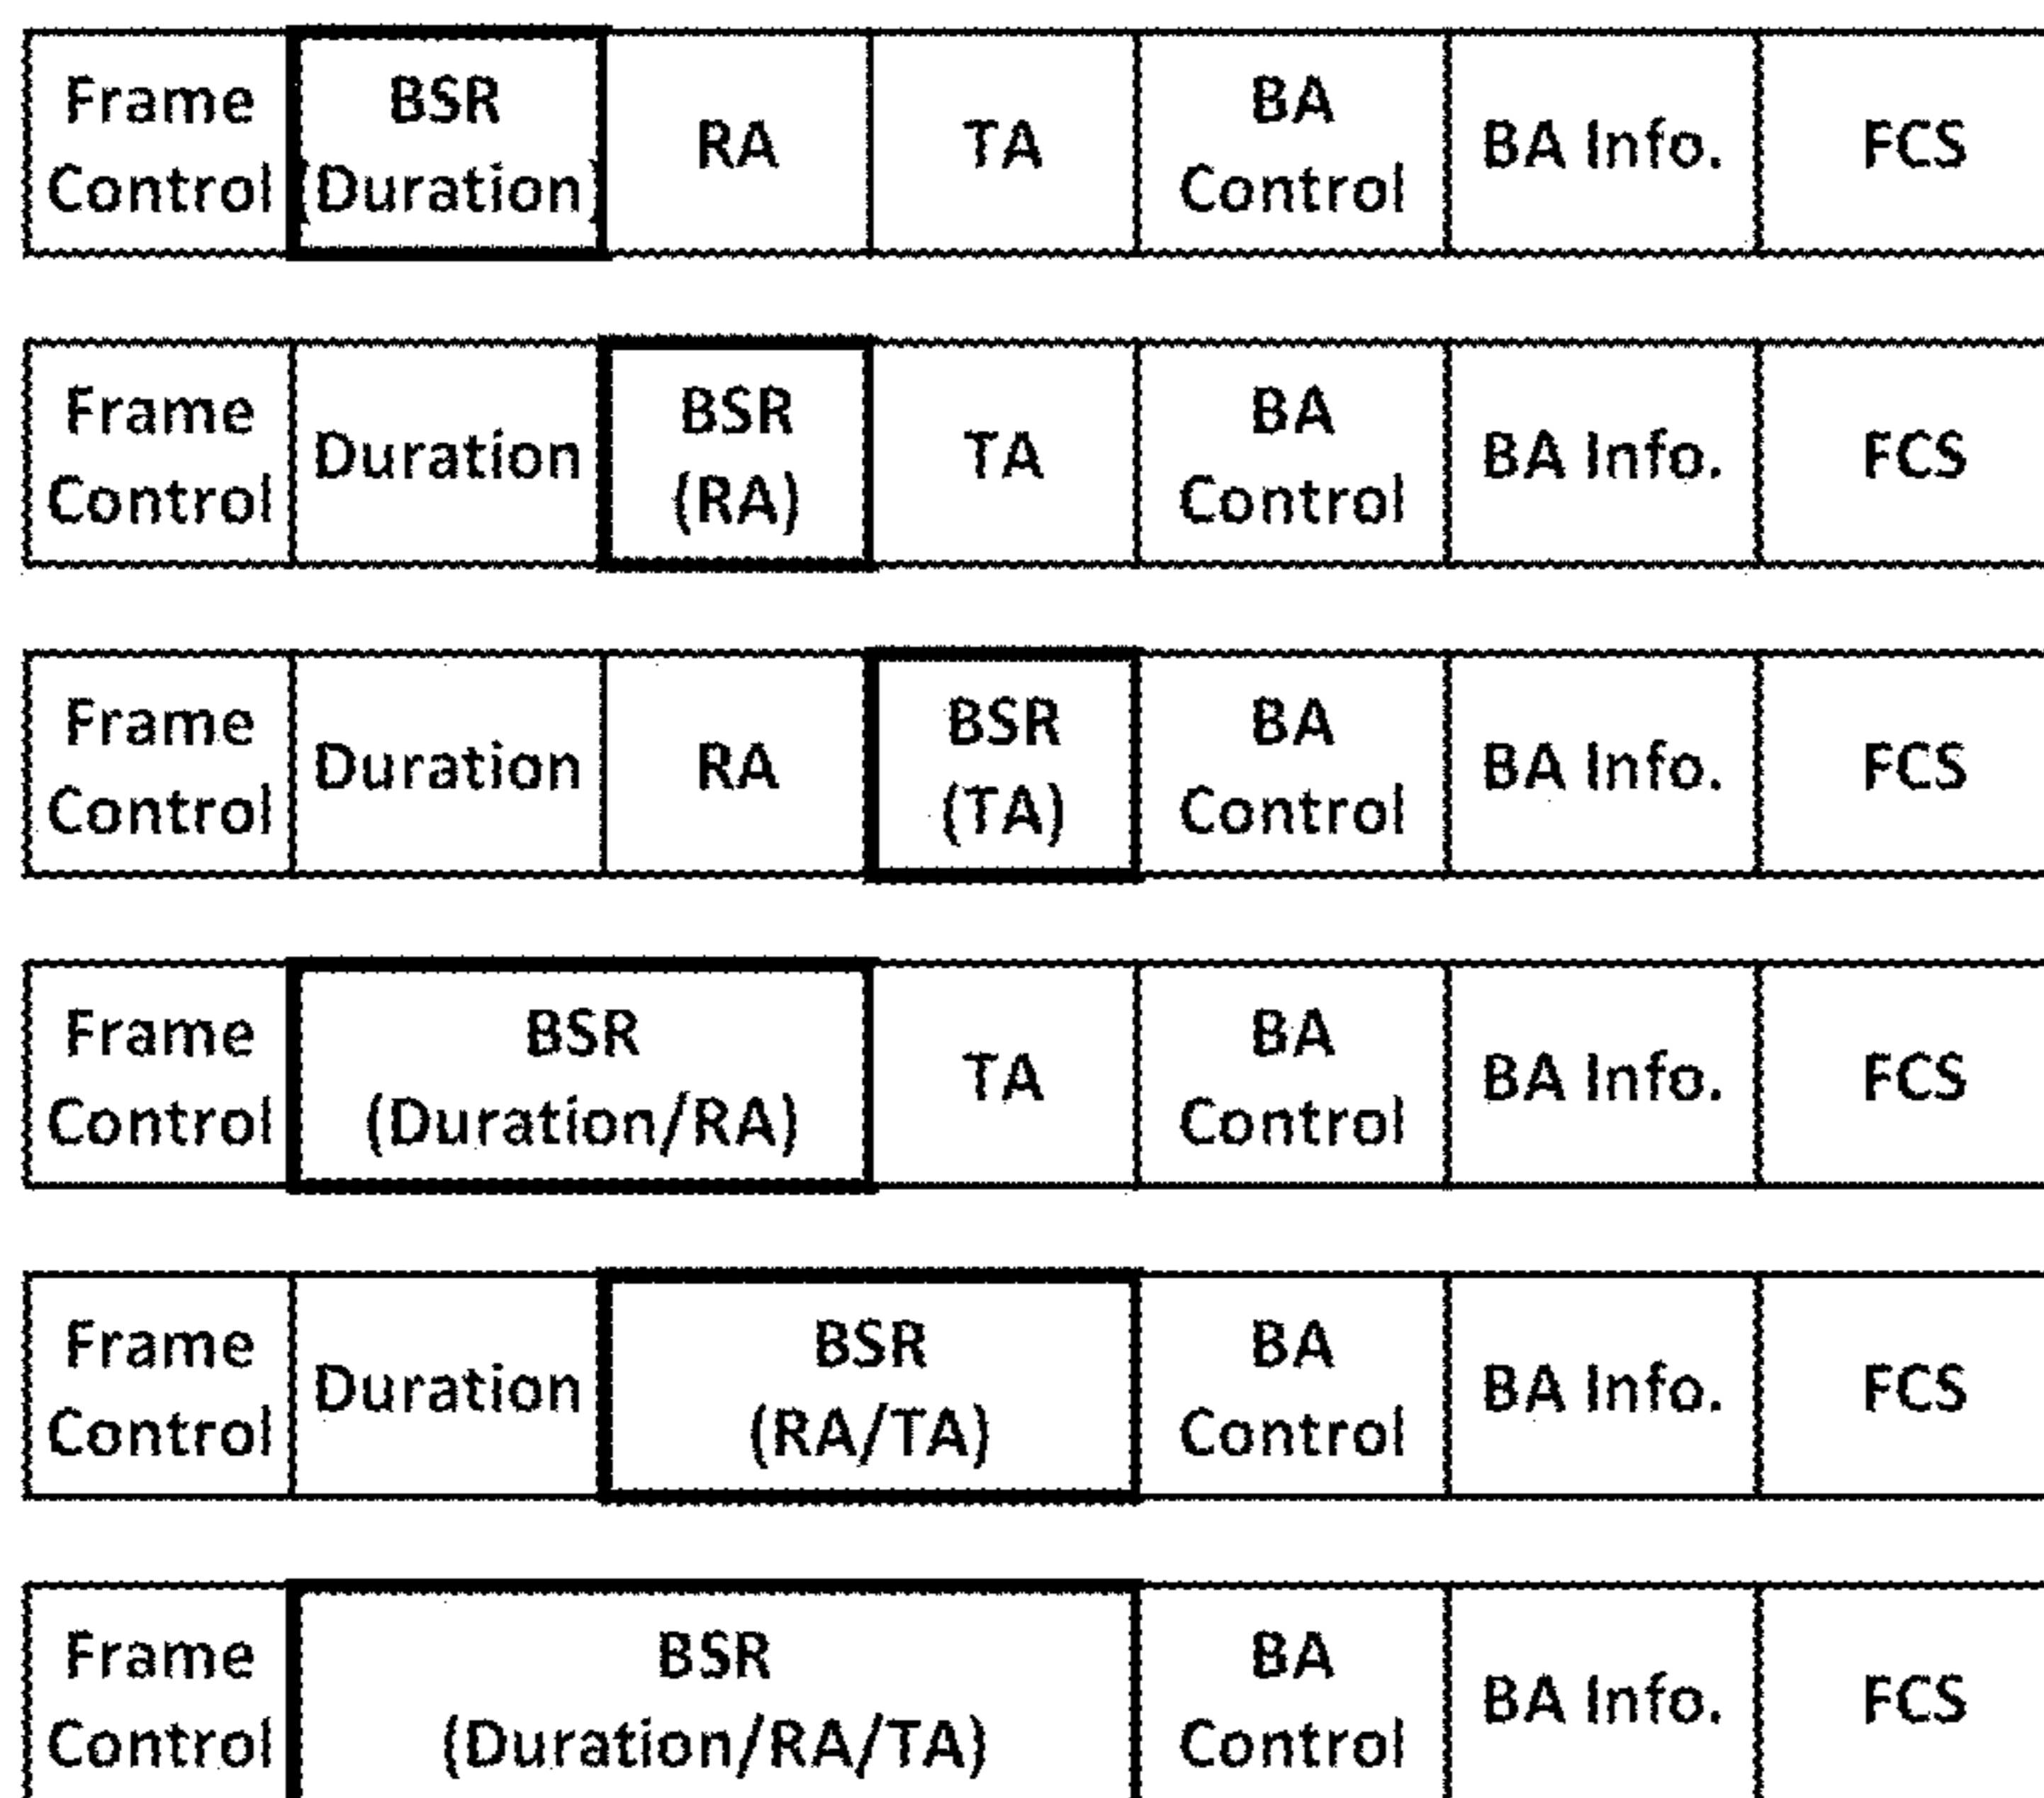 Frame Control BSR (Duration) RA TA BA Control BA Info. FCS
Frame Control Duration BSR (RA) TA BA Control BA Info. FCS
Frame Control Duration RA BSR (TA) BA Control BA Info. FCS
Frame Control BSR (Duration/RA) TA BA Control BA Info. FCS
Frame Control Duration BSR (RA/TA) BA Control BA Info. FCS
Frame Control BSR (Duration/RA/TA) BA Control BA Info. FCS